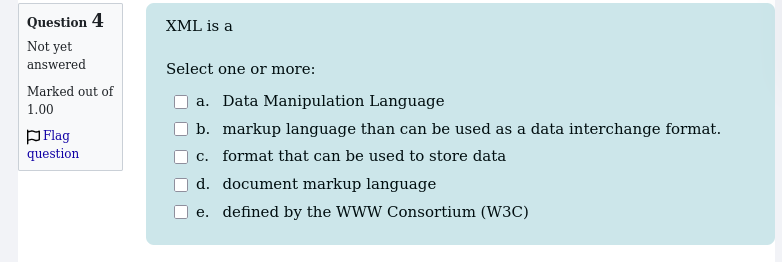 Question 4
Not yet
answered
Marked out of
1.00
Flag
question
XML is a
Select one or more:
a. Data Manipulation Language
b. markup language than can be used as a data interchange format.
c. format that can be used to store data
d. document markup language
e. defined by the WWW Consortium (W3C)